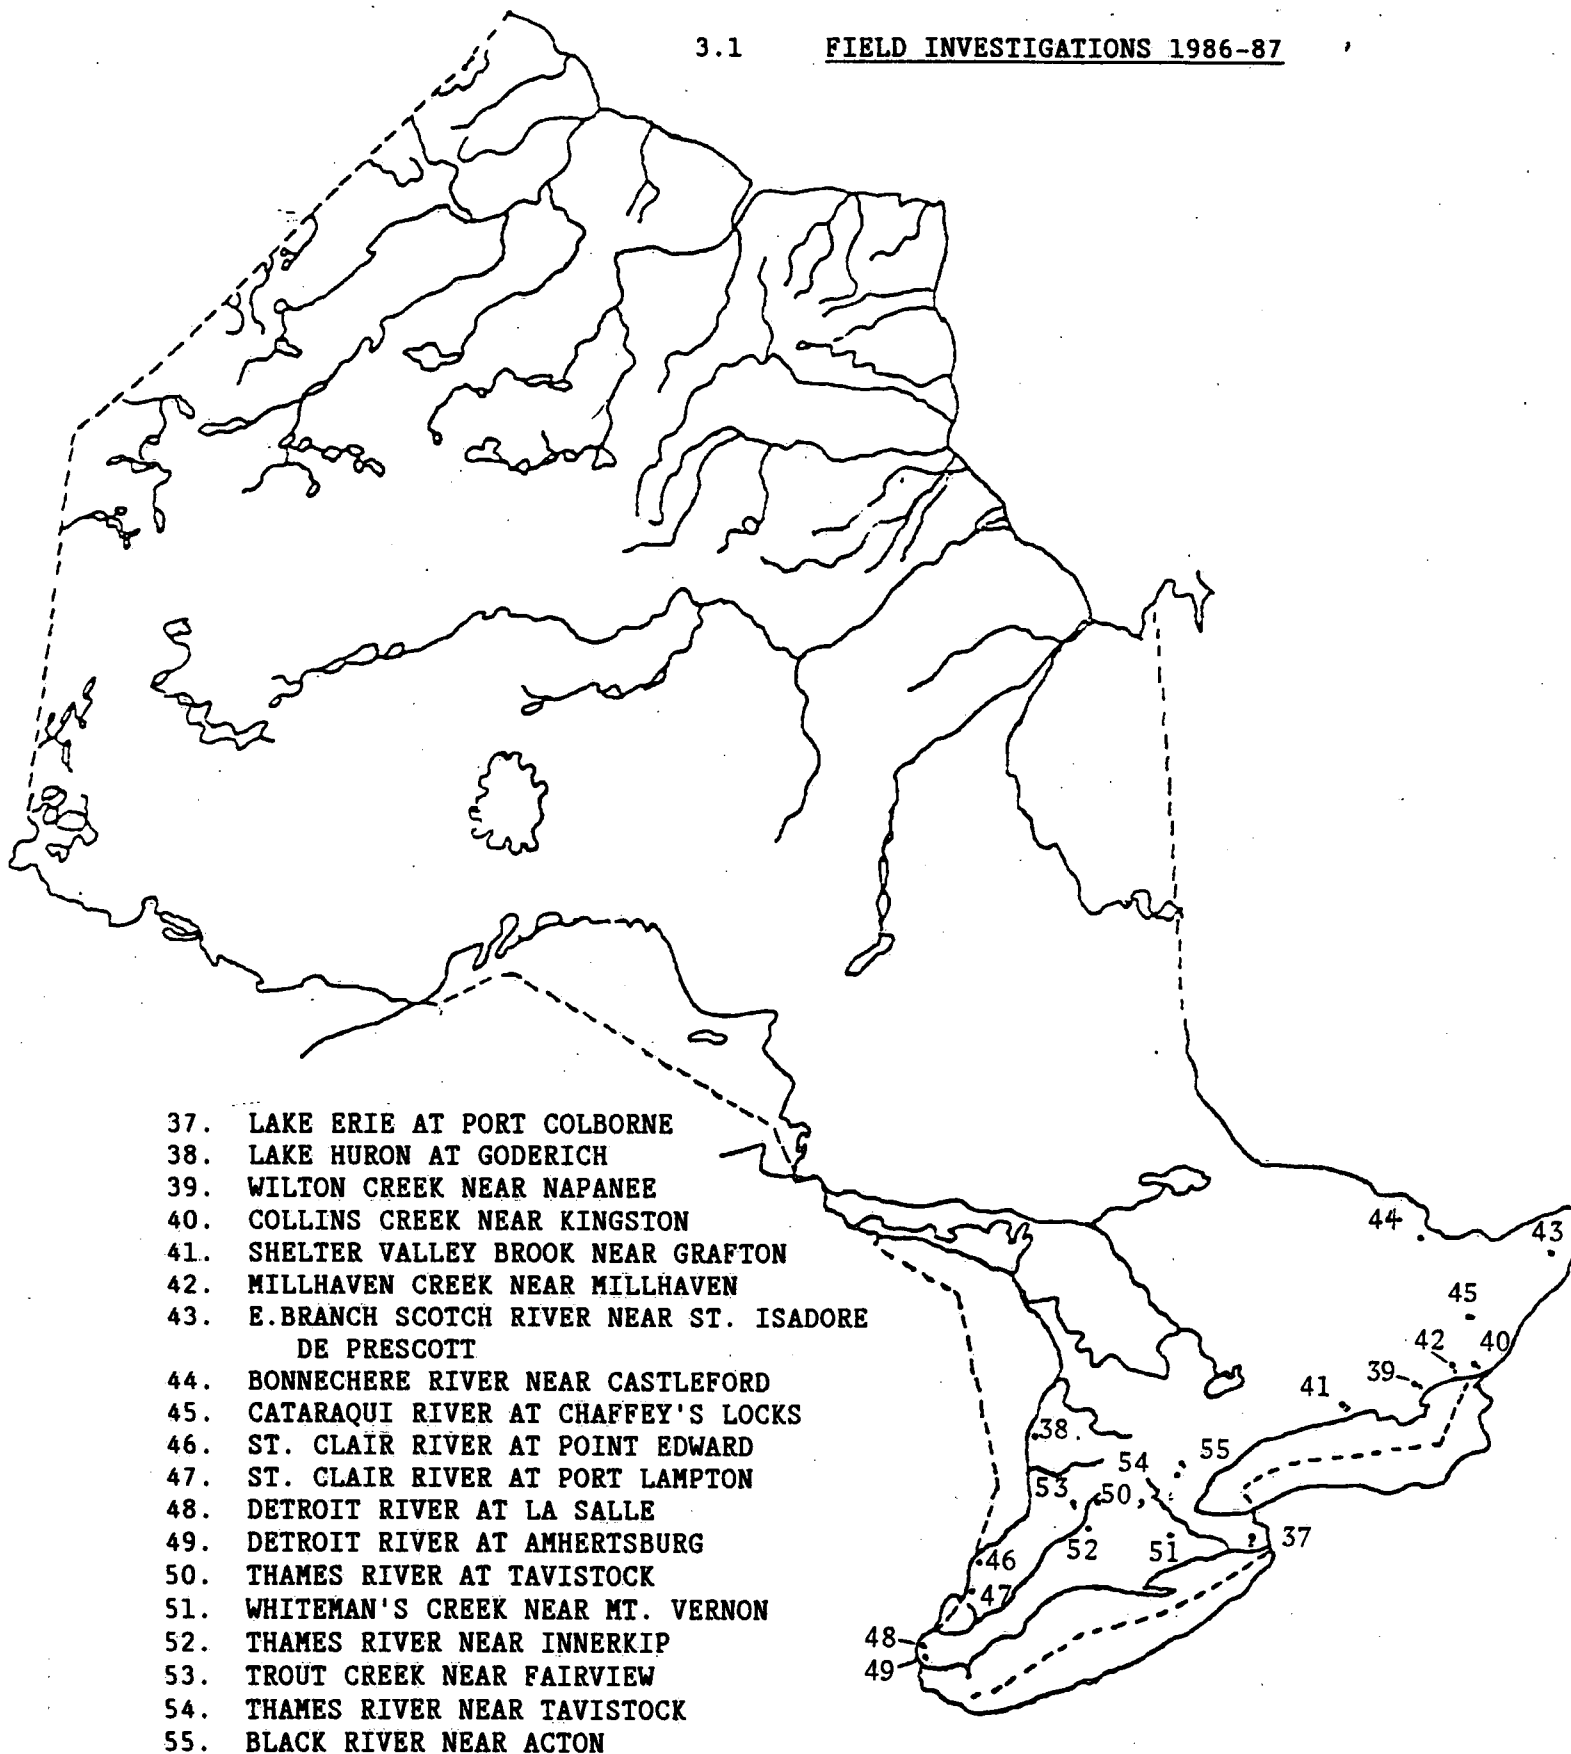 3.1 FIELD INVESTIGATIONS 1986-87
37. LAKE ERIE AT PORT COLBORNE
38. LAKE HURON AT GODERICH
39. WILTON CREEK NEAR NAPANEE
40. COLLINS CREEK NEAR KINGSTON
41. SHELTER VALLEY BROOK NEAR GRAFTON
42. MILLHAVEN CREEK NEAR MILLHAVEN
43. E.BRANCH SCOTCH RIVER NEAR ST. ISADORE
DE PRESCOTT
44. BONNECHERE RIVER NEAR CASTLEFORD
45. CATARAQUI RIVER AT CHAFFEY'S LOCKS
46. ST. CLAIR RIVER AT POINT EDWARD
47. ST. CLAIR RIVER AT PORT LAMPTON
48. DETROIT RIVER AT LA SALLE
49. DETROIT RIVER AT AMHERTSBURG
50. THAMES RIVER AT TAVISTOCK
51. WHITEMAN'S CREEK NEAR MT. VERNON
52. THAMES RIVER NEAR INNERKIP
53. TROUT CREEK NEAR FAIRVIEW
54. THAMES RIVER NEAR TAVISTOCK
55. BLACK RIVER NEAR ACTON
44
43
45
42
40
39
41
38
54
55
53
50
52
51
37
46
47
48
49